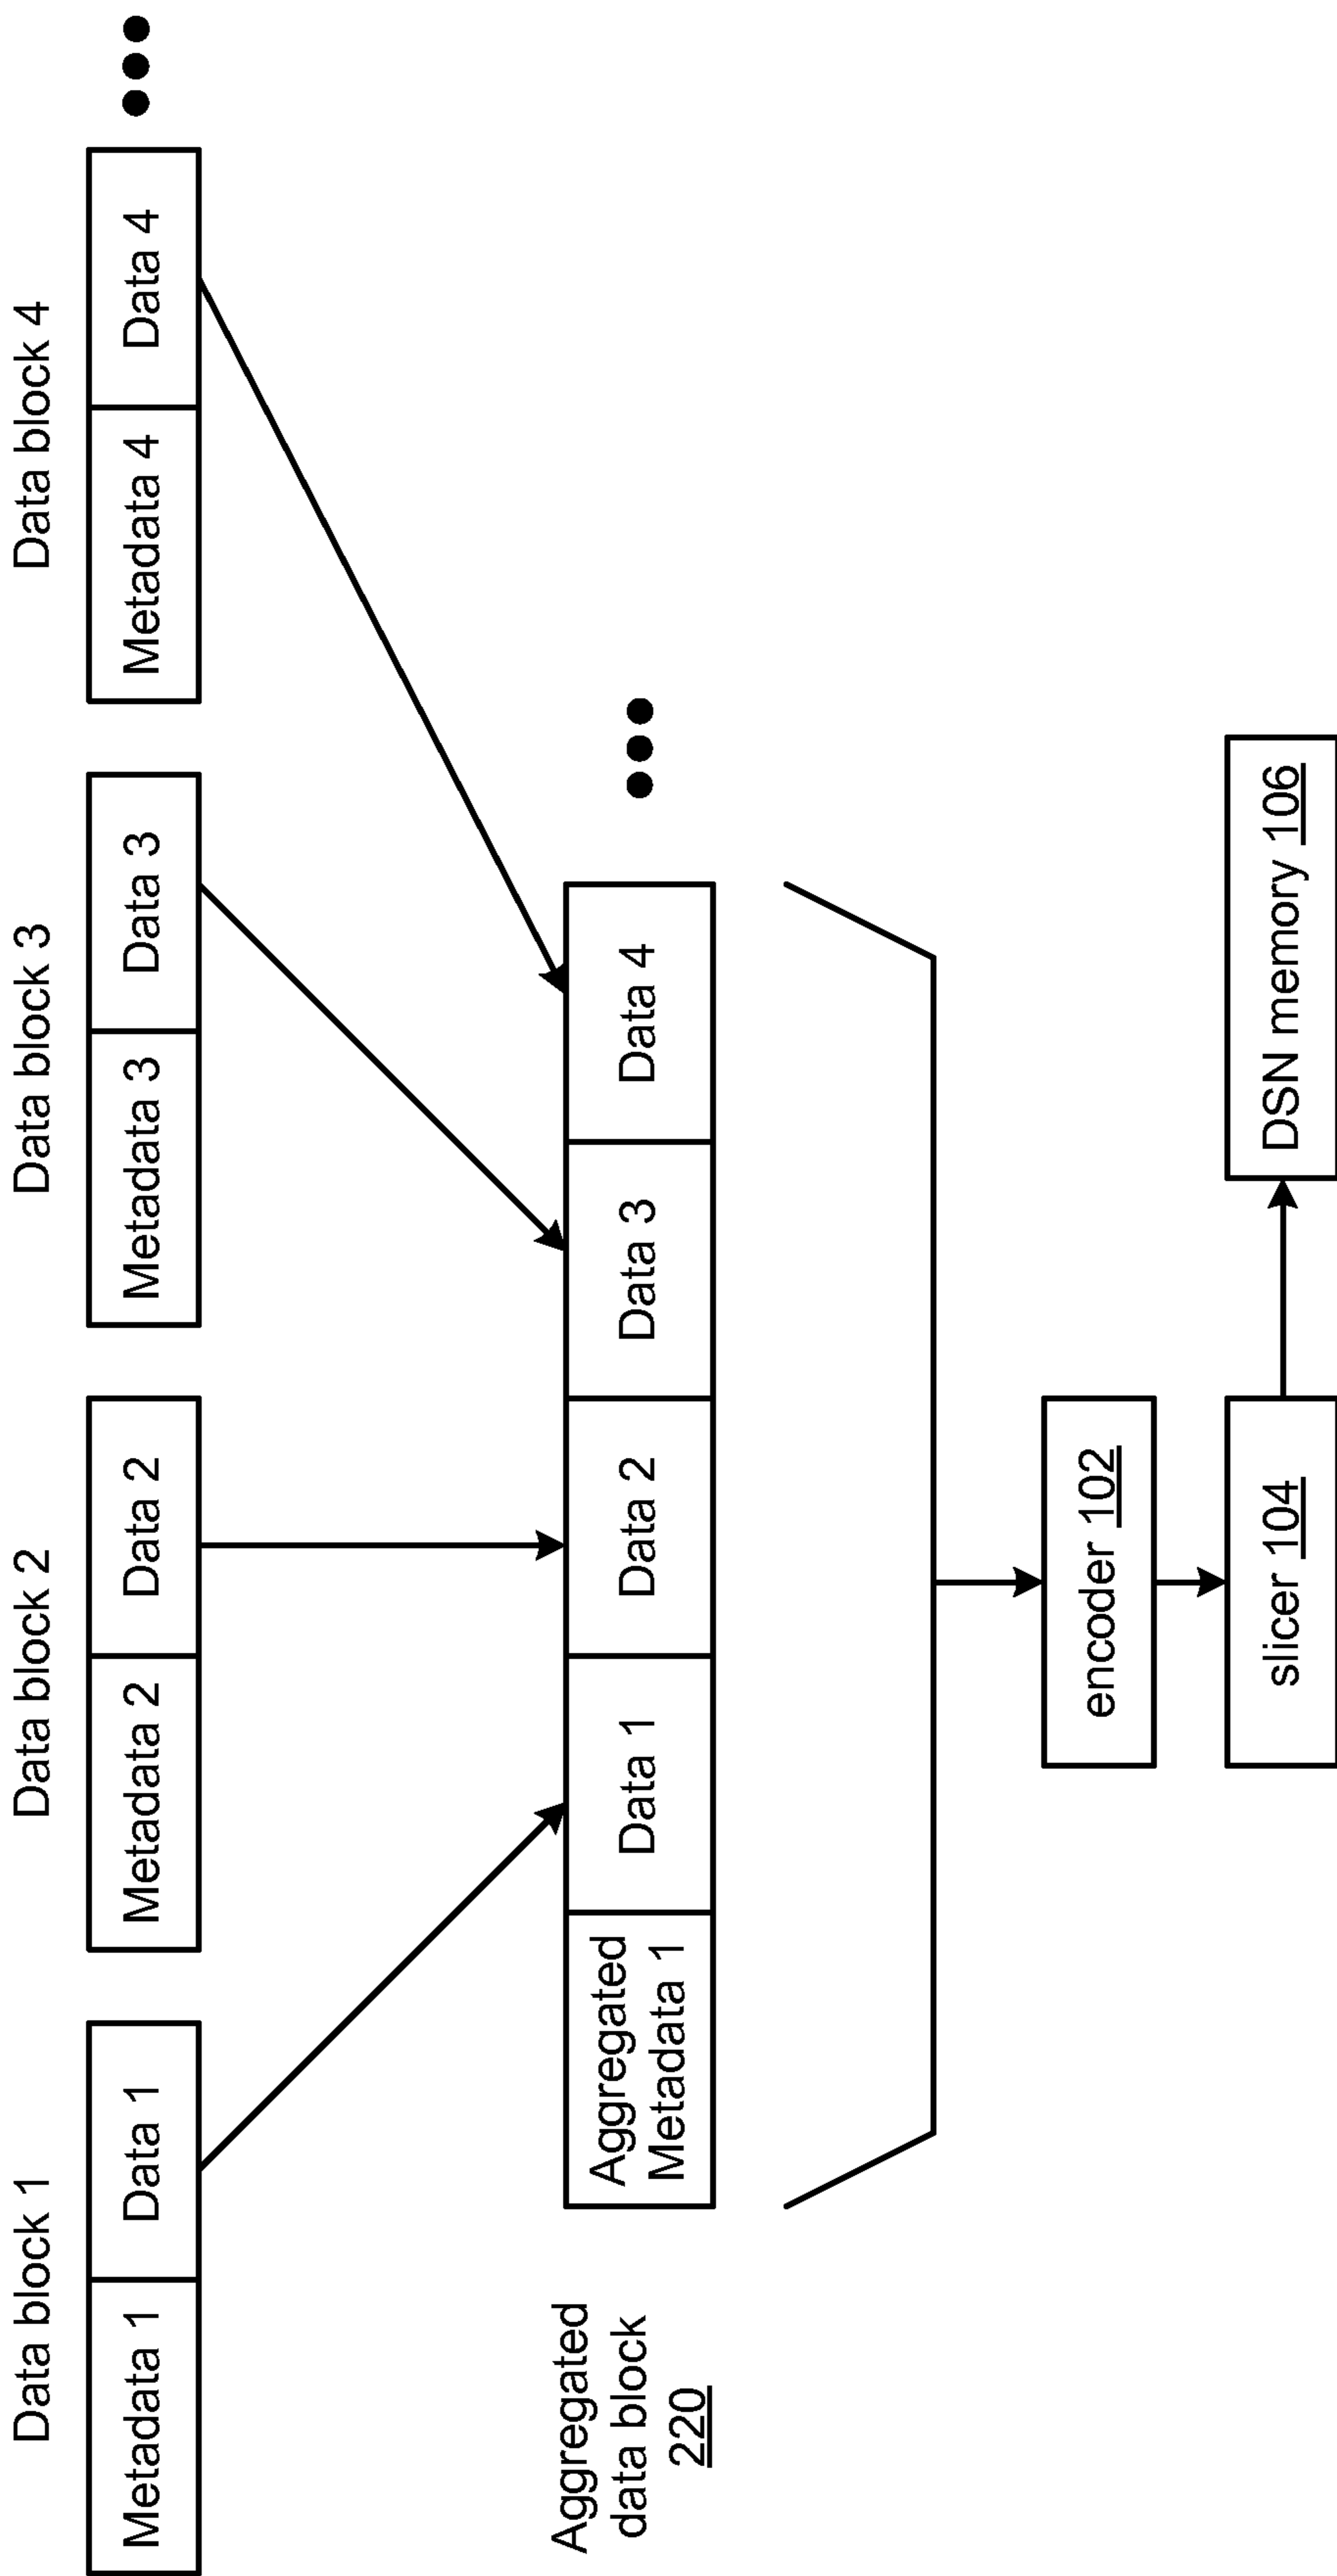 Data block 1
Data block 2
Data block 3
Data block 4
Metadata 1
Data 1
Metadata 2
Data 2
Metadata 3
Data 3
Metadata 4
Data 4
Aggregated
data block
220
Aggregated
Metadata 1
Data 1
Data 2
Data 3
Data 4
encoder 102
slicer 104
DSN memory 106